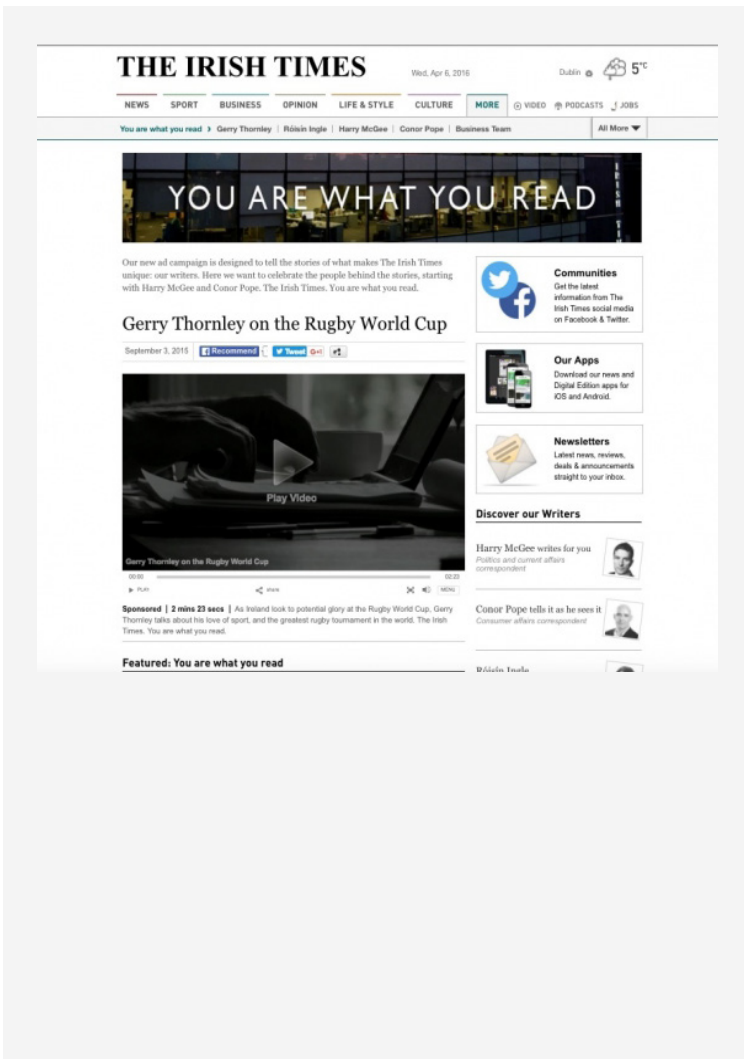 THE IRISH TIMES
Wed, Apr 6, 2016
Dublin
5°C
NEWS SPORT BUSINESS OPINION LIFE & STYLE CULTURE MORE VIDEO PODCASTS JOBS
You are what you read Gerry Thornley | Róisín Ingle | Harry McGee | Conor Pope | Business Team
All More
YOU ARE WHAT YOU READ
IRISH TI
Our new ad campaign is designed to tell the stories of what makes The Irish Times
unique: our writers. Here we want to celebrate the people behind the stories, starting
with Harry McGee and Conor Pope. The Irish Times. You are what you read.
Gerry Thornley on the Rugby World Cup
September 3, 2015
Recommend
Tweet
Play Video
Gerry Thornley on the Rugby World Cup
00:00 02:23
PLAY share MENU
Sponsored | 2 mins 23 secs | As Ireland look to potential glory at the Rugby World Cup, Gerry
Thornley talks about his love of sport, and the greatest rugby tournament in the world. The Irish
Times. You are what you read.
Featured: You are what you read
Communities
Get the latest
information from The
Irish Times social media
on Facebook & Twitter.
Our Apps
Download our news and
Digital Edition apps for
iOS and Android.
Newsletters
Latest news, reviews,
deals & announcements
straight to your inbox.
Discover our Writers
Harry McGee writes for you
Politics and current affairs
correspondent
Conor Pope tells it as he sees it
Consumer affairs correspondent
Róisín Ingle